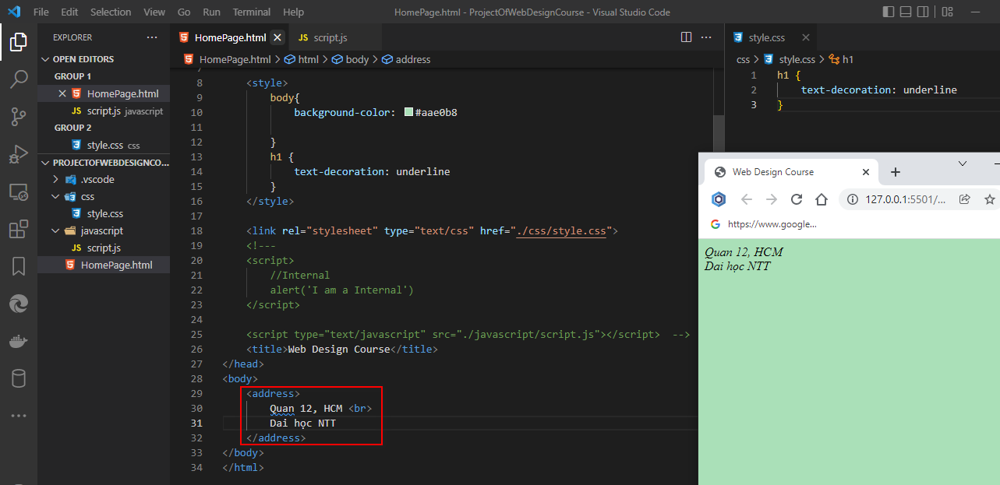 File Edit Selection View Go Run Terminal Help HomePage.html - ProjectOfWebDesignCourse - Visual Studio Code
EXPLORER
OPEN EDITORS
GROUP 1
HomePage.html
script.js javascript
GROUP 2
style.css css
PROJECTOFWEBDESIGNCO...
.vscode
css
style.css
javascript
script.js
HomePage.html
HomePage.html JS script.js
HomePage.html > html > body > address
8 <style>
9 body{
10 background-color: #aae0b8
11
12 }
13 h1 {
14 text-decoration: underline
15 }
16 </style>
17
18 <link rel="stylesheet" type="text/css" href="./css/style.css">
19 <!---
20 <script>
21 //Internal
22 alert('I am a Internal')
23 </script>
24
25 <script type="text/javascript" src="./javascript/script.js"></script> -->
26 <title>Web Design Course</title>
27 </head>
28 <body>
29 <address>
30 Quan 12, HCM <br>
31 Dai học NTT
32 </address>
33 </body>
34 </html>
style.css
css > style.css > h1
1 h1 {
2 text-decoration: underline
3 }
Web Design Course
127.0.0.1:5501/...
https://www.google...
Quan 12, HCM
Dai học NTT